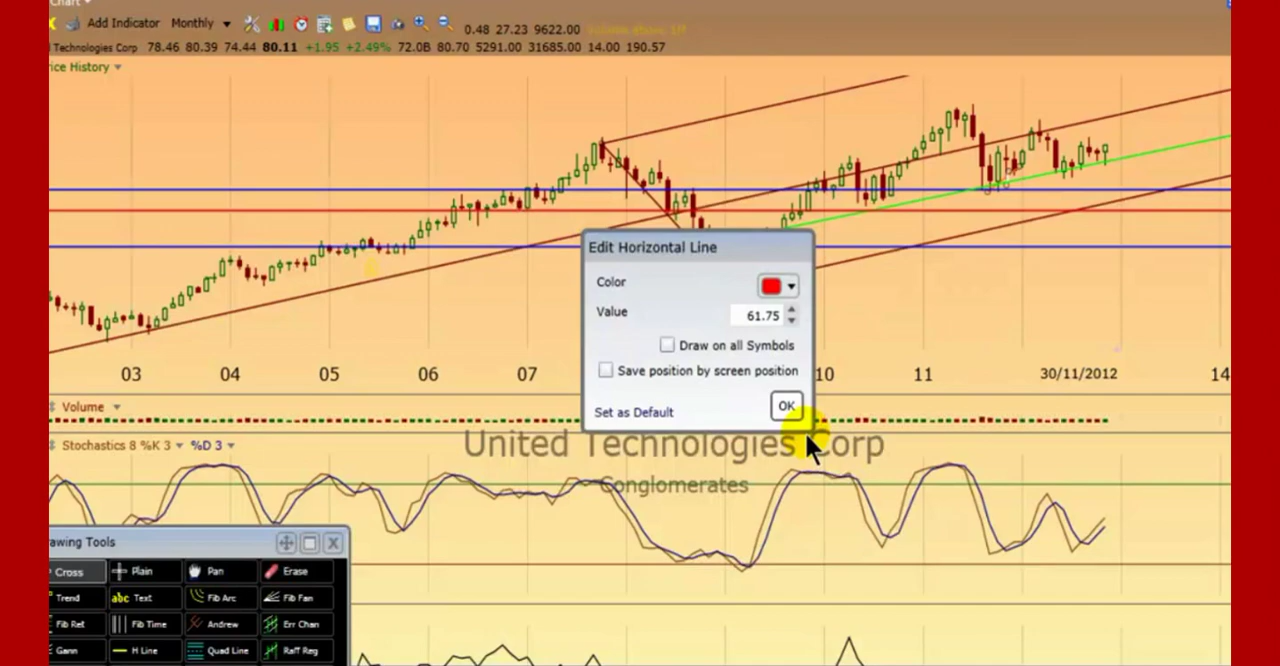 Chart
Add Indicator Monthly 0.48 27.23 9622.00
Technologies Corp 78.46 80.39 74.44 80.11 +1.95 +2.49% 72.0B 80.70 5291.00 31685.00 14.00 190.57
ice History
Edit Horizontal Line
Color
Value 61.75
Draw on all Symbols
Save position by screen position
Set as Default OK
03 04 05 06 07 10 11 30/11/2012 14
Volume
Stochastics 8 %K 3 %D 3
United Technologies Corp
Conglomerates
awing Tools
Cross Plain Pan Erase
Trend abc Text Fib Arc Fib Fan
Fib Ret Fib Time Andrew Err Chan
Gann H Line Quad Line Raff Reg